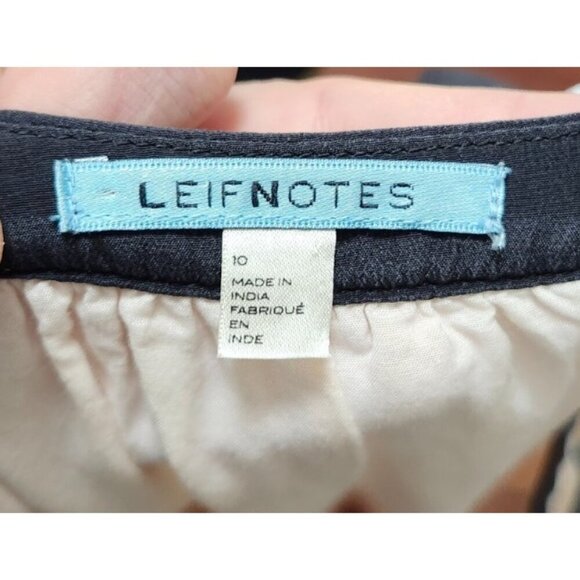 LEIFNOTES
10
MADE IN
INDIA
FABRIQUÉ
EN
INDE